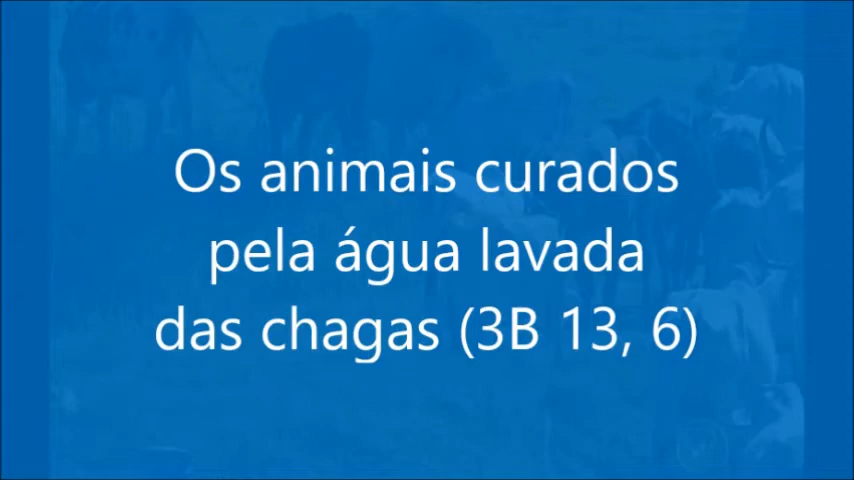 Os animais curados
pela água lavada
das chagas (3B 13, 6)